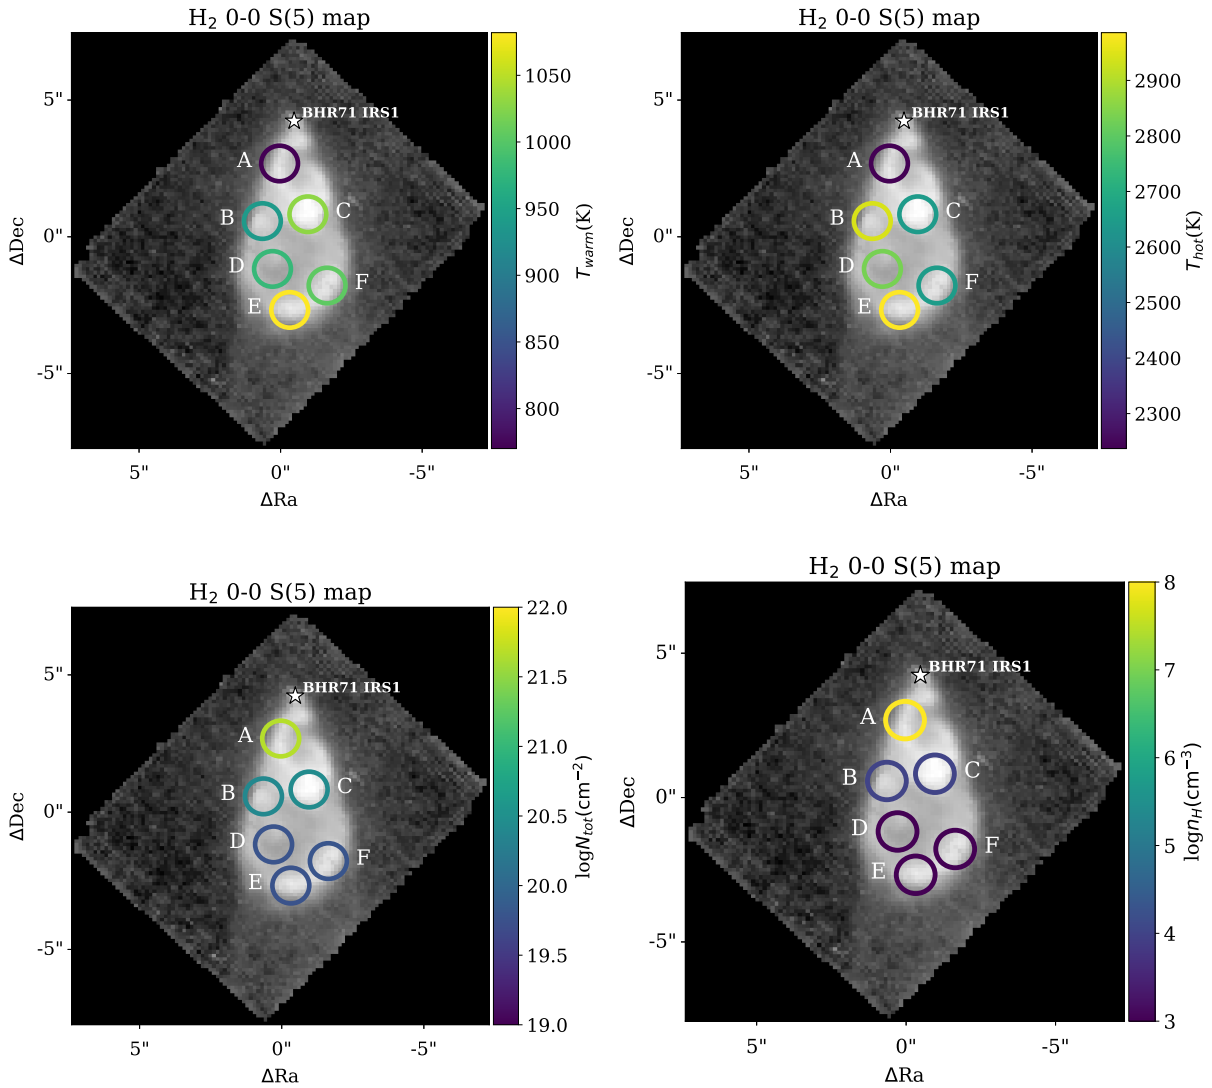 H₂ 0-0 S(5) map
5"
0"
-5"
ΔDec
BHR71 IRS1
A
B
C
D
E
F
5"
0"
-5"
ΔRa
1050
1000
950
900
850
800
T_warm(K)
H₂ 0-0 S(5) map
5"
0"
-5"
ΔDec
BHR71 IRS1
A
B
C
D
E
F
5"
0"
-5"
ΔRa
2900
2800
2700
2600
2500
2400
2300
T_hot(K)
H₂ 0-0 S(5) map
5"
0"
-5"
ΔDec
BHR71 IRS1
A
B
C
D
E
F
5"
0"
-5"
ΔRa
22.0
21.5
21.0
20.5
20.0
19.5
19.0
logN_tot(cm⁻²)
H₂ 0-0 S(5) map
5"
0"
-5"
ΔDec
BHR71 IRS1
A
B
C
D
E
F
5"
0"
-5"
ΔRa
8
7
6
5
4
3
logn_H(cm⁻³)